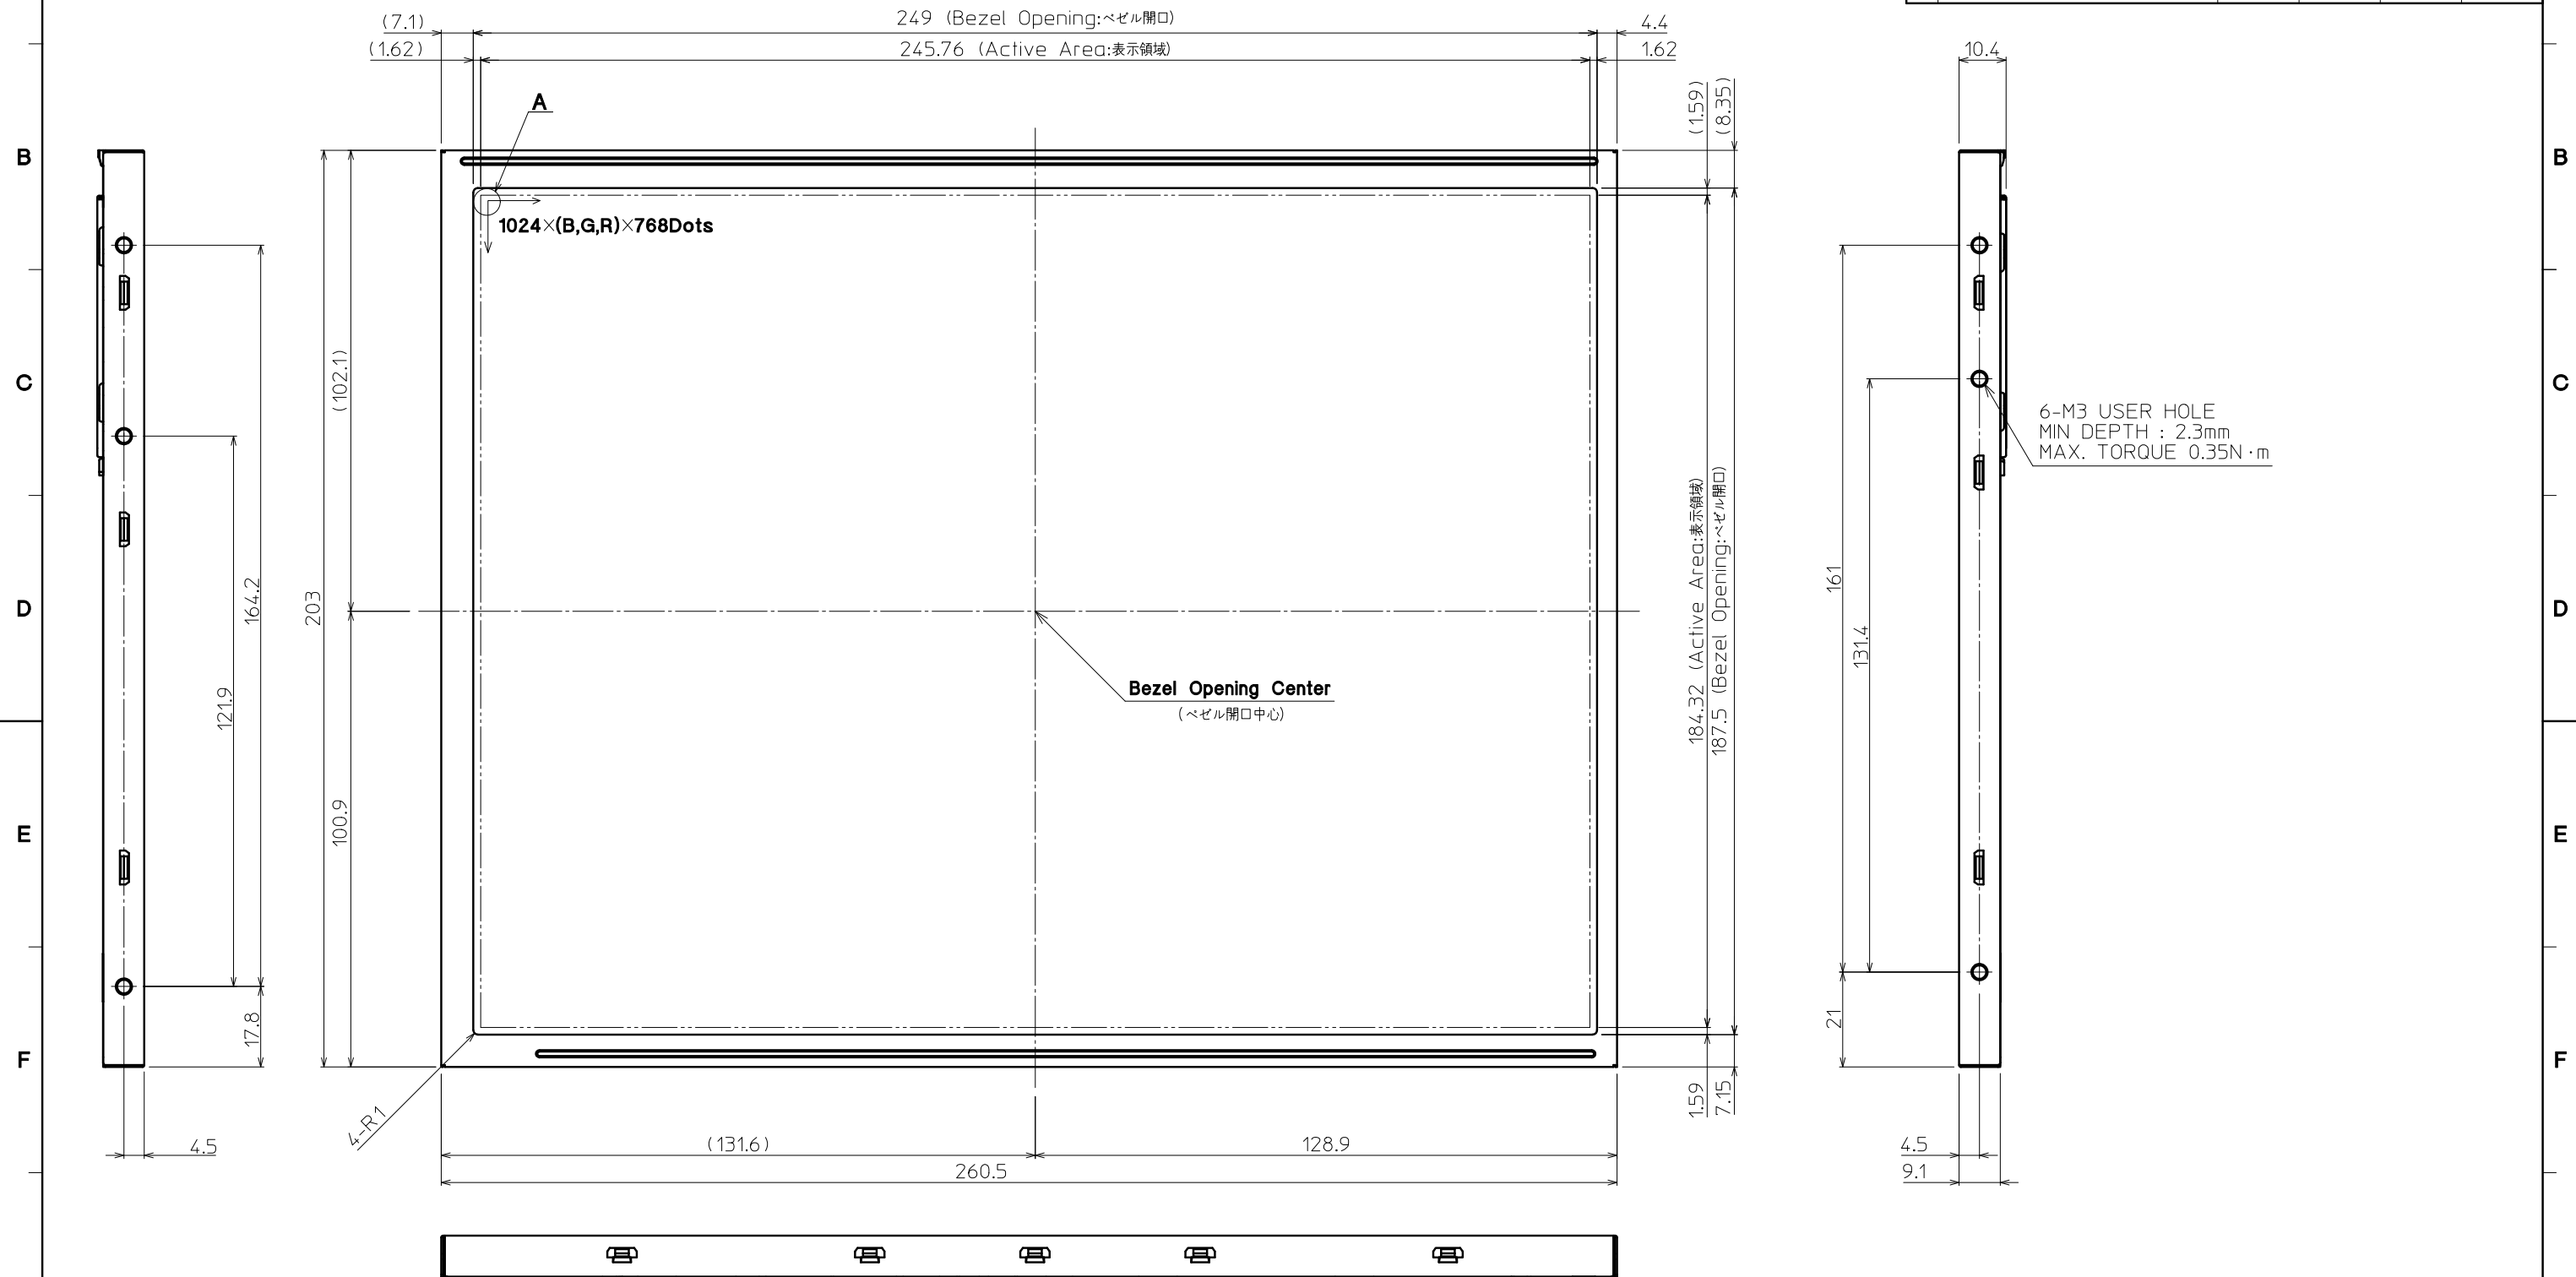 (7.1)
249 (Bezel Opening:ベゼル開口)
4.4
(1.62)
245.76 (Active Area:表示領域)
1.62
10.4
A
(1.59)
(8.35)
B
B
1024×(B,G,R)×768Dots
(102.1)
C
C
6-M3 USER HOLE
MIN DEPTH : 2.3mm
MAX. TORQUE 0.35N·m
184.32 (Active Area:表示領域)
187.5 (Bezel Opening:ベゼル開口)
164.2
203
161
131.4
D
D
Bezel Opening Center
(ベゼル開口中心)
121.9
100.9
E
E
17.8
21
F
F
1.59
7.15
4-R1
4.5
(131.6)
128.9
4.5
260.5
9.1